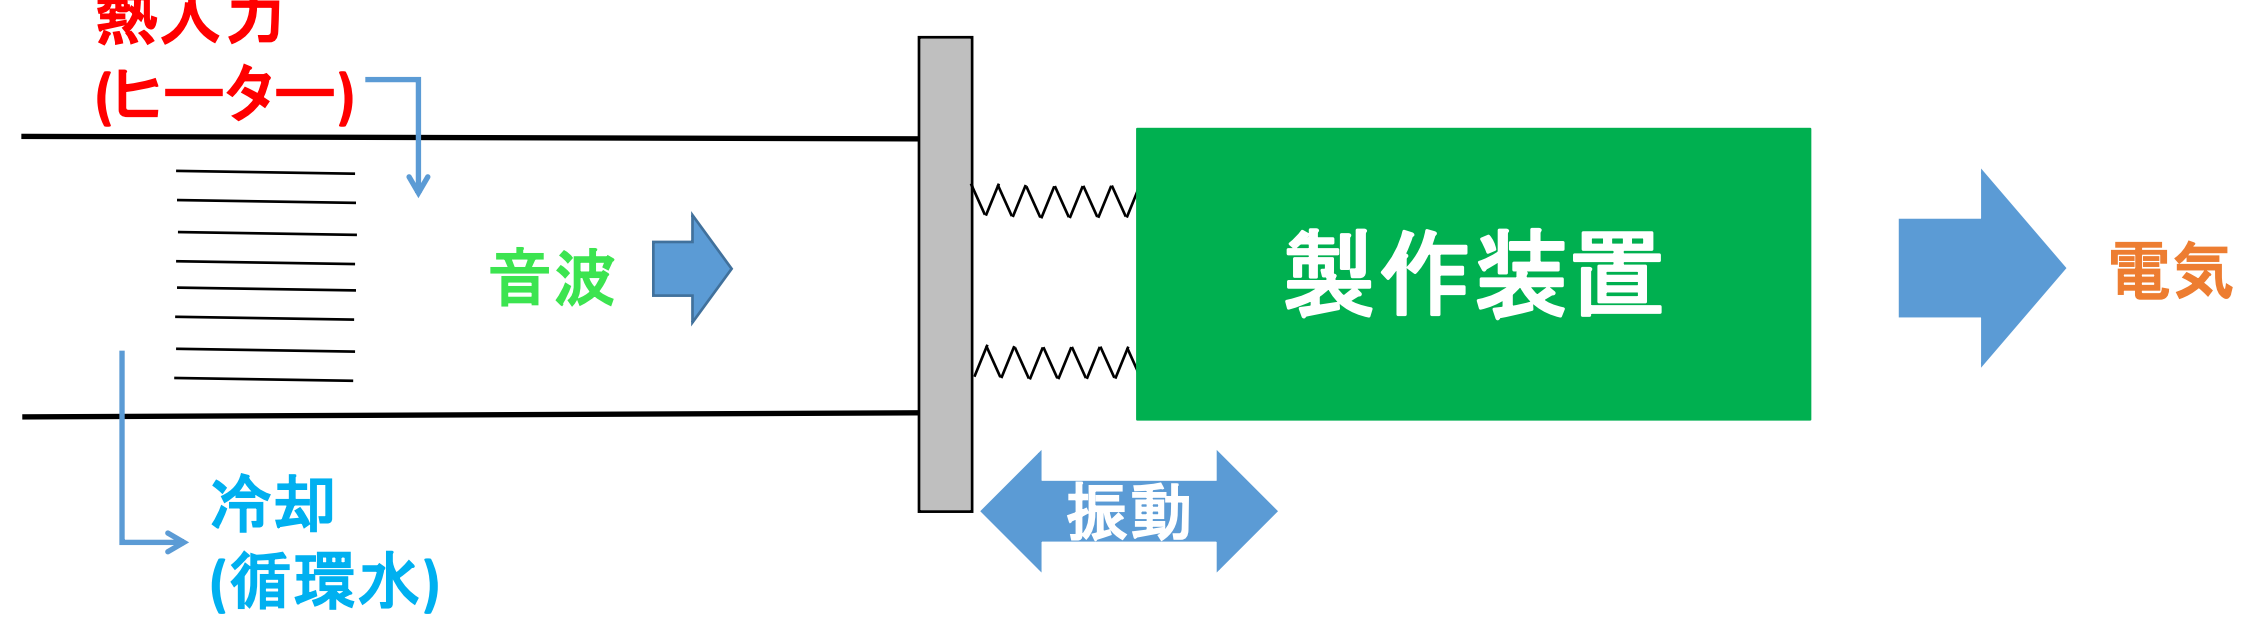 熱入力
(ヒーター)
音波
製作装置
電気
振動
冷却
(循環水)